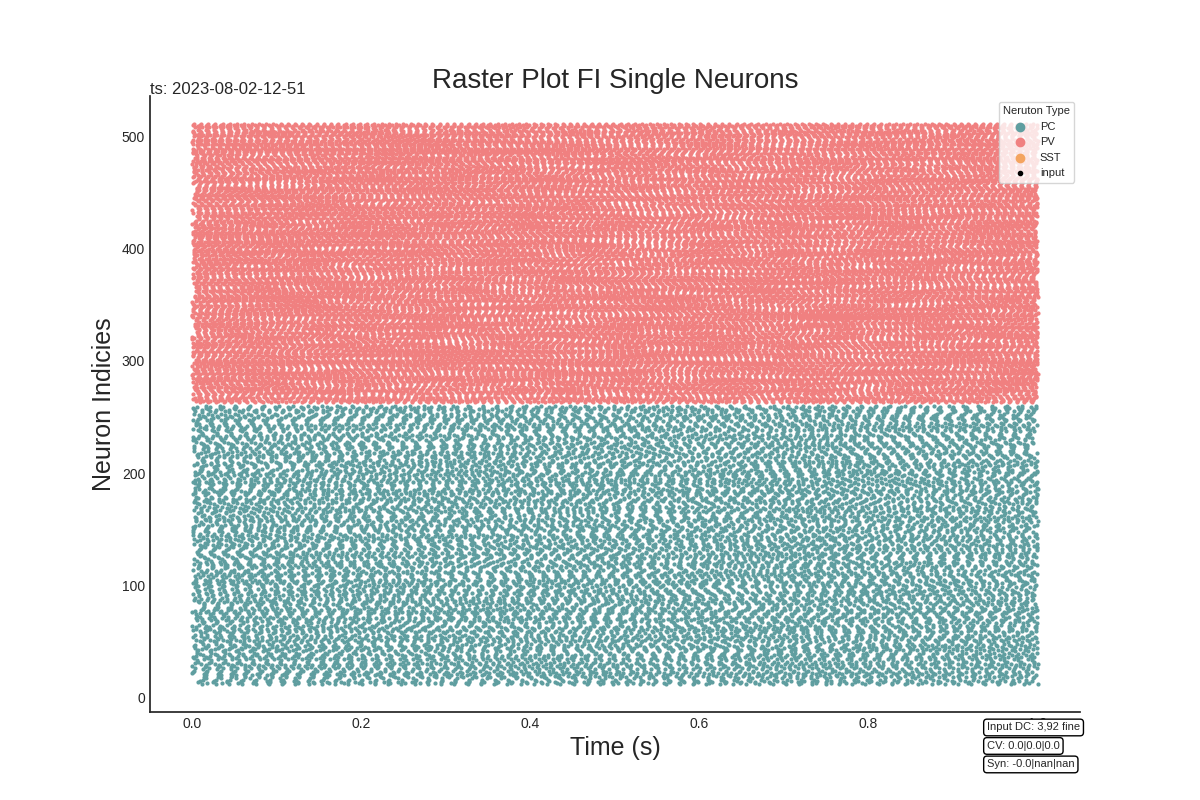 Raster Plot FI Single Neurons
ts: 2023-08-02-12-51
Neruton Type
PC
PV
SST
input
500
400
300
200
100
0
Neuron Indicies
0.0 0.2 0.4 0.6 0.8
Time (s)
Input DC: 3,92 fine
CV: 0.0|0.0|0.0
Syn: -0.0|nan|nan